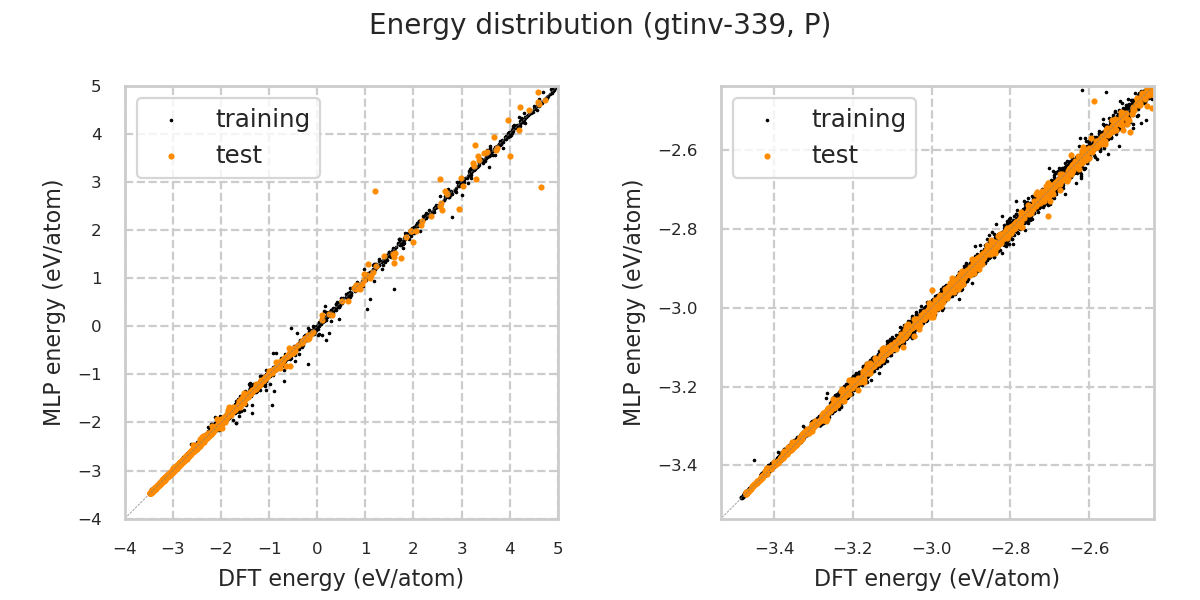 Energy distribution (gtinv-339, P)
5
4
3
2
1
0
−1
−2
−3
−4
−4 −3 −2 −1 0 1 2 3 4 5
MLP energy (eV/atom)
DFT energy (eV/atom)
training
test
−2.6
−2.8
−3.0
−3.2
−3.4
−3.4 −3.2 −3.0 −2.8 −2.6
MLP energy (eV/atom)
DFT energy (eV/atom)
training
test